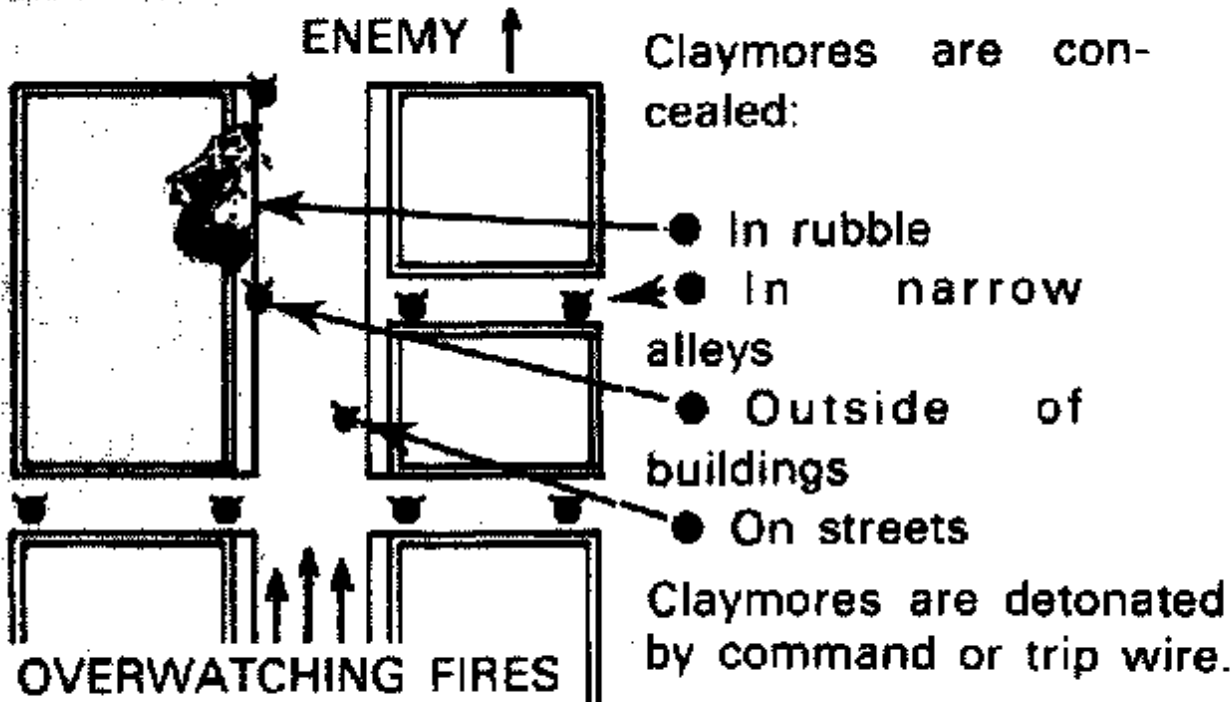 ENEMY
Claymores are con-
cealed:
● In rubble
● In narrow
alleys
● Outside of
buildings
● On streets
Claymores are detonated
by command or trip wire.
OVERWATCHING FIRES